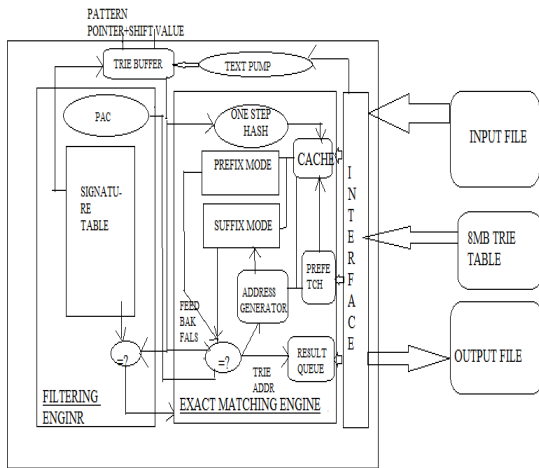 PATTERN
POINTER+SHIFT VALUE
TRIE BUFFER
TEXT PUMP
PAC
ONE STEP
HASH
CACHE
PREFIX MODE
SIGNATU-
RE
TABLE
SUFFIX MODE
ADDRESS
GENERATOR
PREFE
TCH
FEED
BAK
FALS
=?
=?
TRIE
ADDR
RESULT
QUEUE
FILTERING
ENGINR
EXACT MATCHING ENGINE
I
N
T
E
R
F
A
C
E
INPUT FILE
8MB TRIE
TABLE
OUTPUT FILE